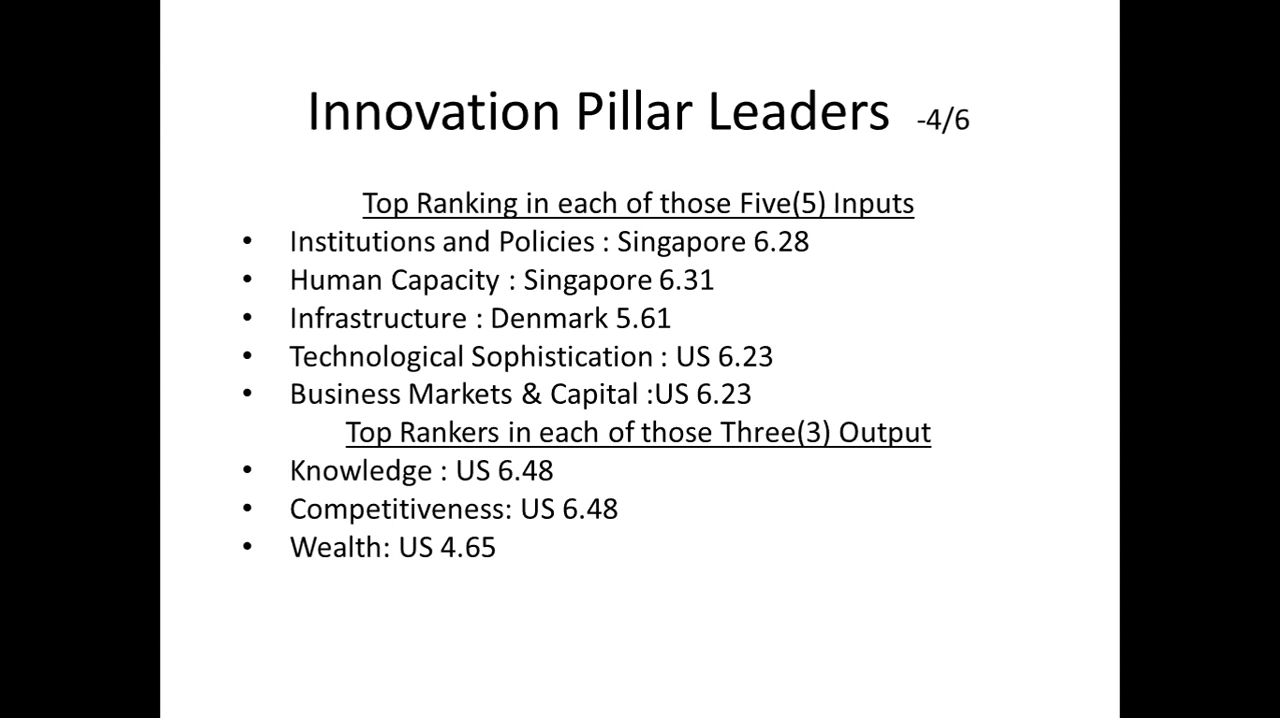 Innovation Pillar Leaders -4/6
Top Ranking in each of those Five(5) Inputs
• Institutions and Policies : Singapore 6.28
• Human Capacity : Singapore 6.31
• Infrastructure : Denmark 5.61
• Technological Sophistication : US 6.23
• Business Markets & Capital :US 6.23
Top Rankers in each of those Three(3) Output
• Knowledge : US 6.48
• Competitiveness: US 6.48
• Wealth: US 4.65